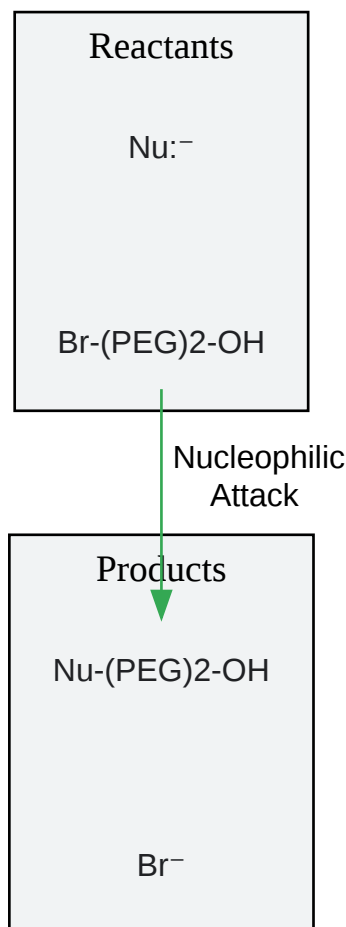 Reactants
Nu:⁻
Br-(PEG)2-OH
Nucleophilic
Attack
Products
Nu-(PEG)2-OH
Br⁻